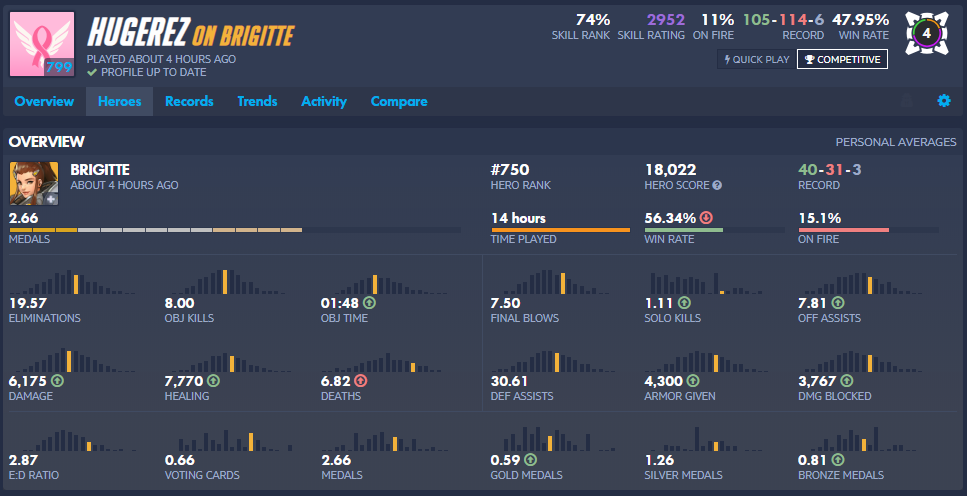 HUGEREZ ON BRIGITTE
799
PLAYED ABOUT 4 HOURS AGO
PROFILE UP TO DATE
74%
SKILL RANK
2952
SKILL RATING
11%
ON FIRE
105-114-6
RECORD
47.95%
WIN RATE
4
QUICK PLAY
COMPETITIVE
Overview Heroes Records Trends Activity Compare
OVERVIEW
PERSONAL AVERAGES
BRIGITTE
ABOUT 4 HOURS AGO
#750
HERO RANK
18,022
HERO SCORE ?
40-31-3
RECORD
2.66
MEDALS
14 hours
TIME PLAYED
56.34%
WIN RATE
15.1%
ON FIRE
19.57
ELIMINATIONS
8.00
OBJ KILLS
01:48
OBJ TIME
7.50
FINAL BLOWS
1.11
SOLO KILLS
7.81
OFF ASSISTS
6,175
DAMAGE
7,770
HEALING
6.82
DEATHS
30.61
DEF ASSISTS
4,300
ARMOR GIVEN
3,767
DMG BLOCKED
2.87
E:D RATIO
0.66
VOTING CARDS
2.66
MEDALS
0.59
GOLD MEDALS
1.26
SILVER MEDALS
0.81
BRONZE MEDALS